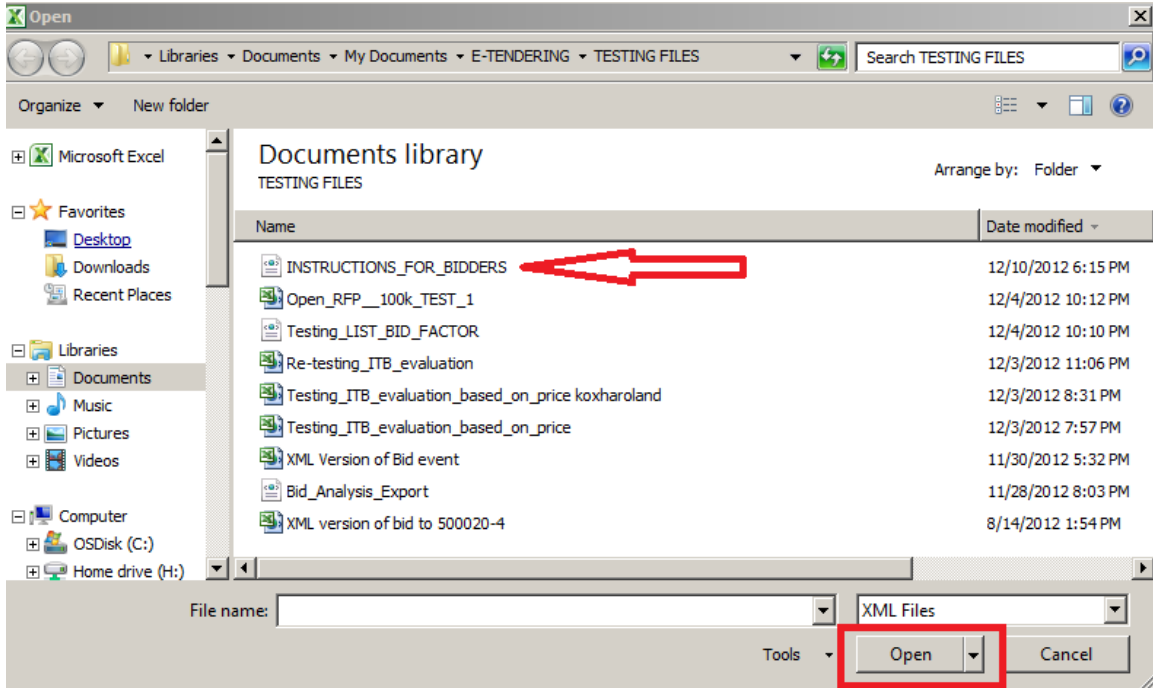 Open
Libraries Documents My Documents E-TENDERING TESTING FILES Search TESTING FILES
Organize New folder
Microsoft Excel
Favorites
Desktop
Downloads
Recent Places
Libraries
Documents
Music
Pictures
Videos
Computer
OSDisk (C:)
Home drive (H:)
Documents library
TESTING FILES
Arrange by: Folder
Name Date modified
INSTRUCTIONS_FOR_BIDDERS 12/10/2012 6:15 PM
Open_RFP__100k_TEST_1 12/4/2012 10:12 PM
Testing_LIST_BID_FACTOR 12/4/2012 10:10 PM
Re-testing_ITB_evaluation 12/3/2012 11:06 PM
Testing_ITB_evaluation_based_on_price koxharoland 12/3/2012 8:31 PM
Testing_ITB_evaluation_based_on_price 12/3/2012 7:57 PM
XML Version of Bid event 11/30/2012 5:32 PM
Bid_Analysis_Export 11/28/2012 8:03 PM
XML version of bid to 500020-4 8/14/2012 1:54 PM
File name: XML Files
Tools Open Cancel